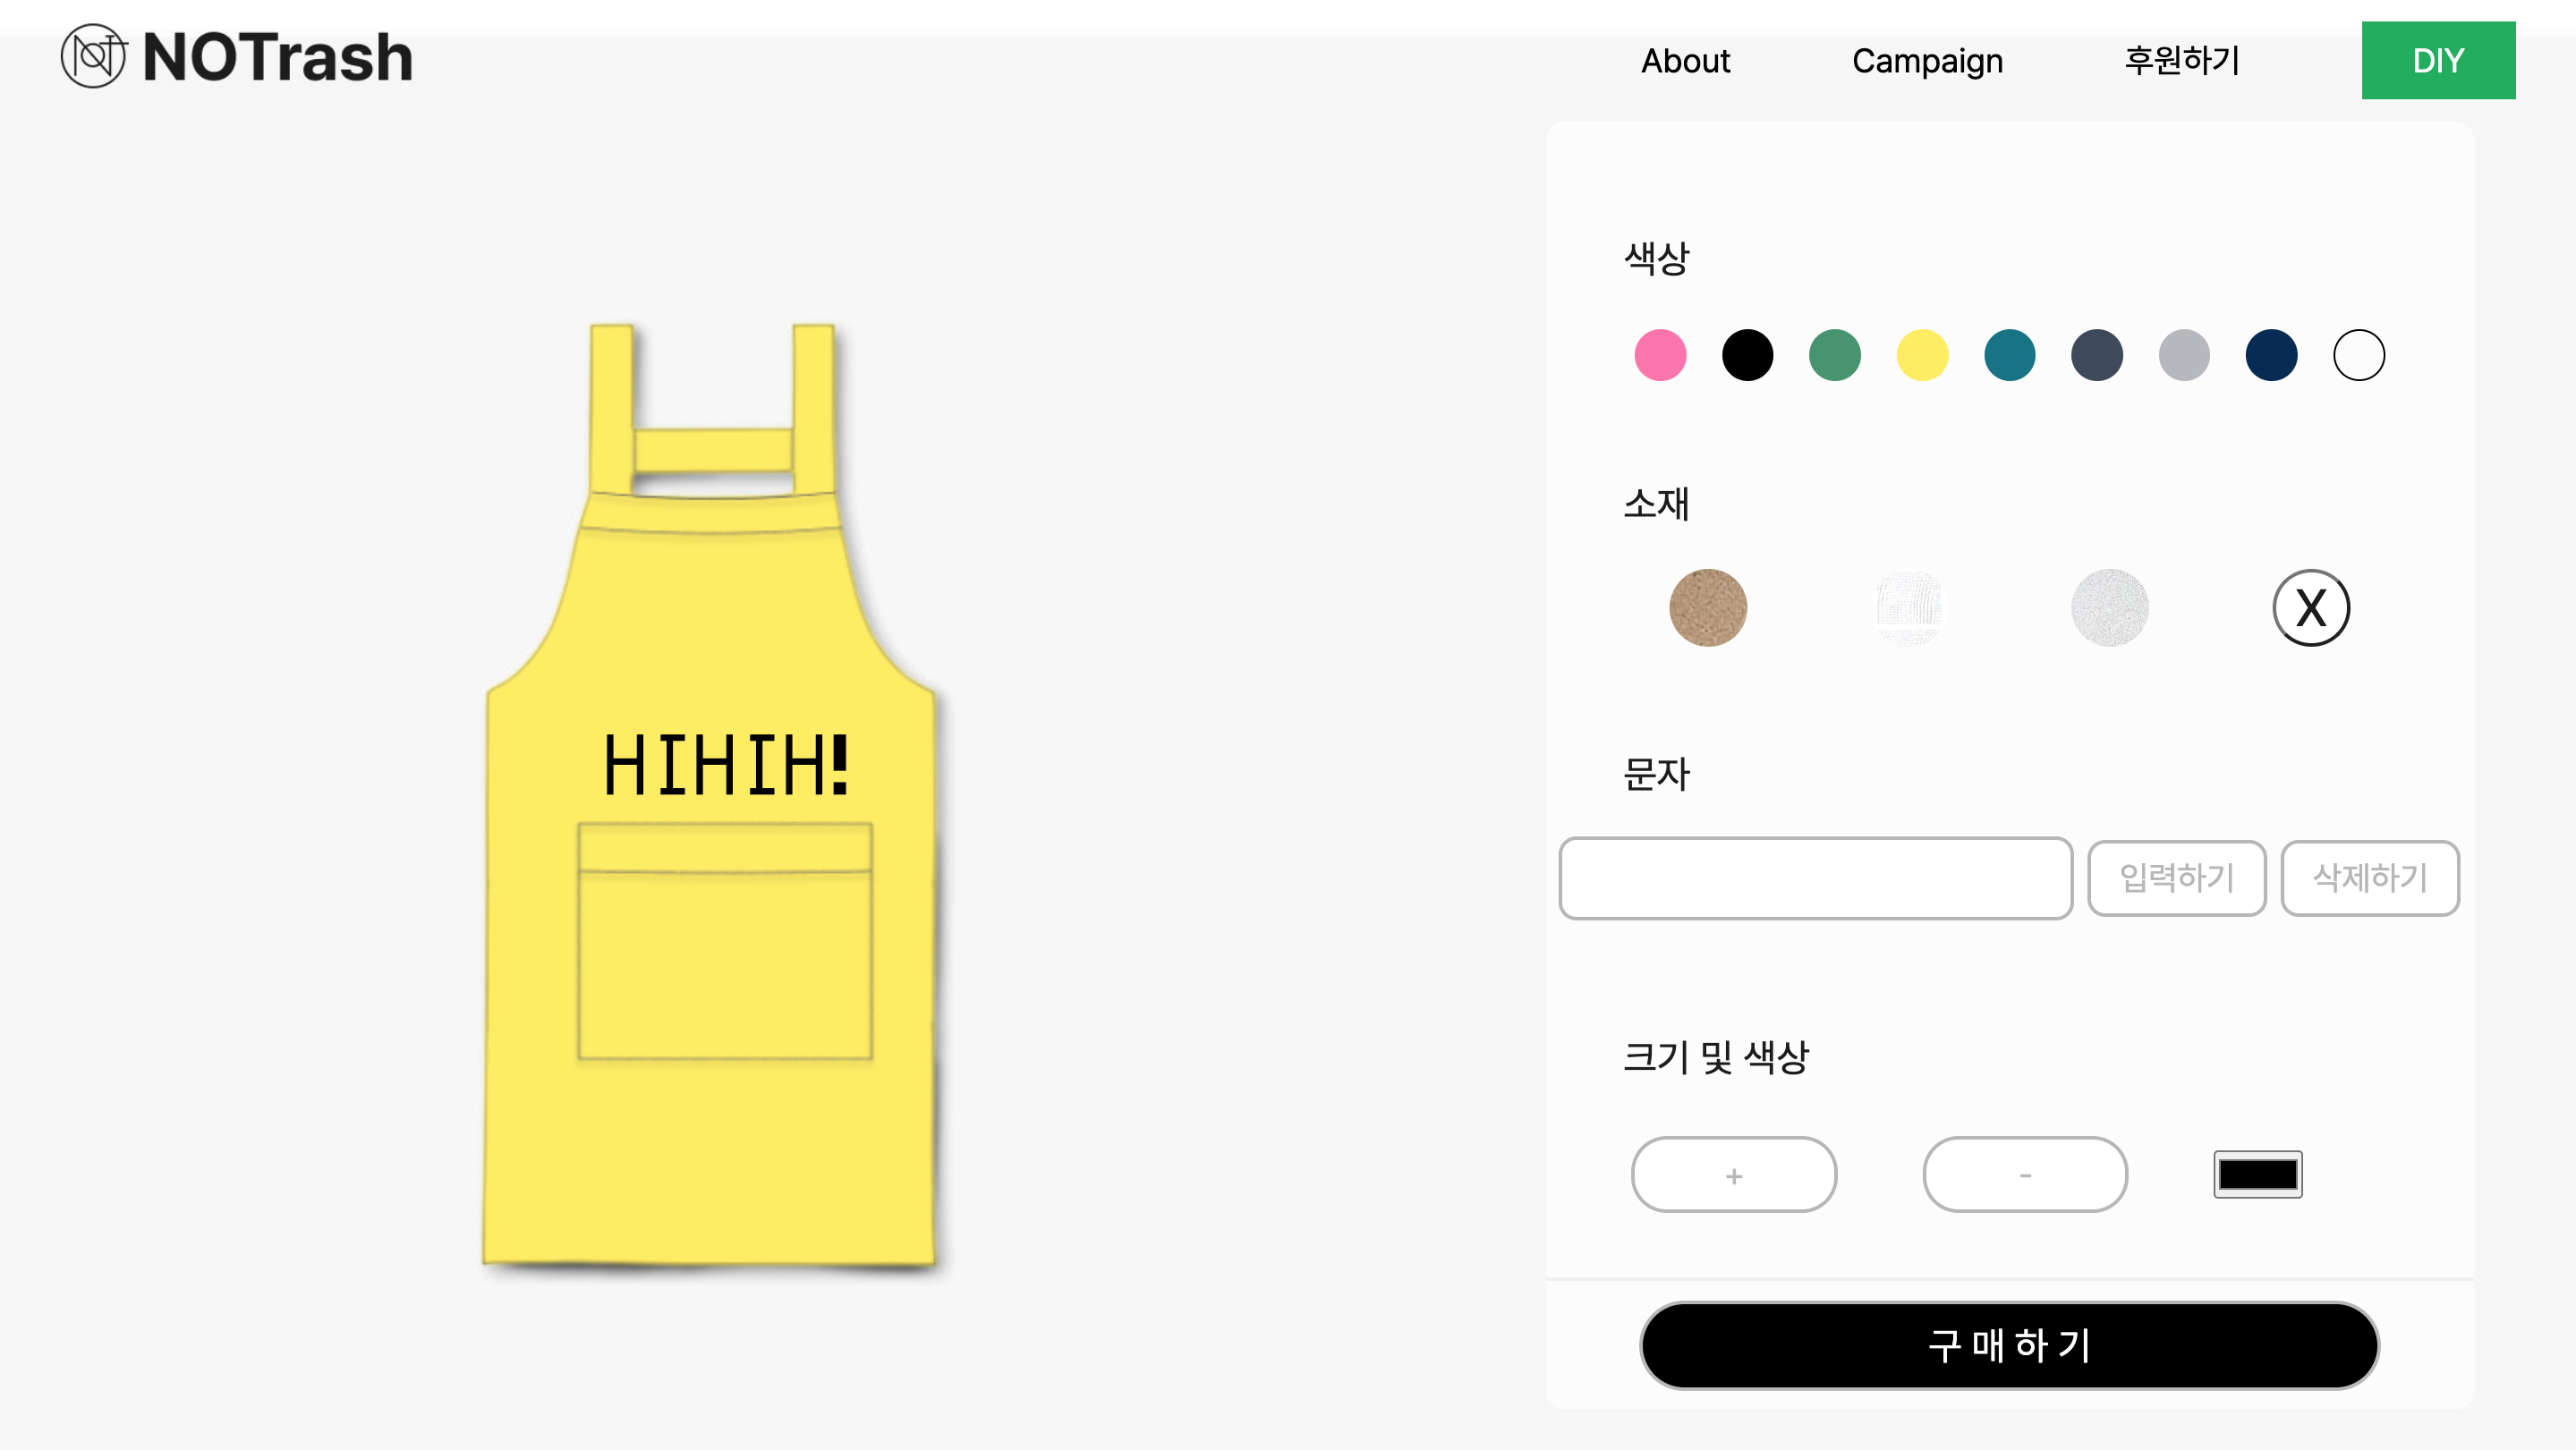 NOT NOTrash
About Campaign 후원하기 DIY
색상
소재
X
HIHIH!
문자
입력하기 삭제하기
크기 및 색상
+ -
구매하기